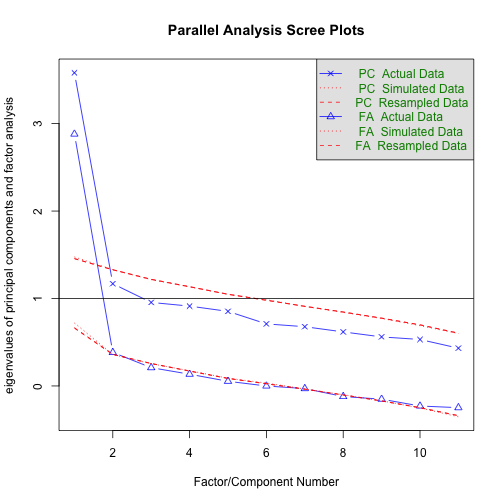 Parallel Analysis Scree Plots
eigenvalues of principal components and factor analysis
3
2
1
0
PC  Actual Data
PC  Simulated Data
PC  Resampled Data
FA  Actual Data
FA  Simulated Data
FA  Resampled Data
2 4 6 8 10
Factor/Component Number